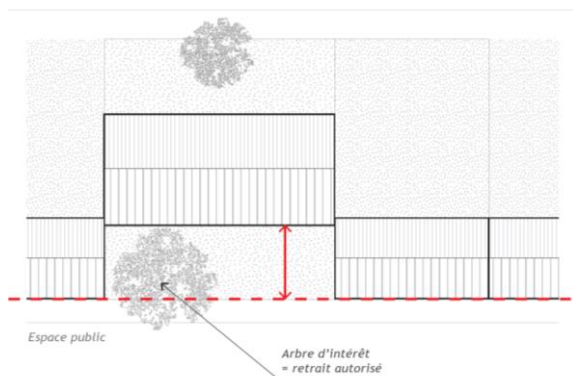 Espace public
Arbre d'intérêt
= retrait autorisé